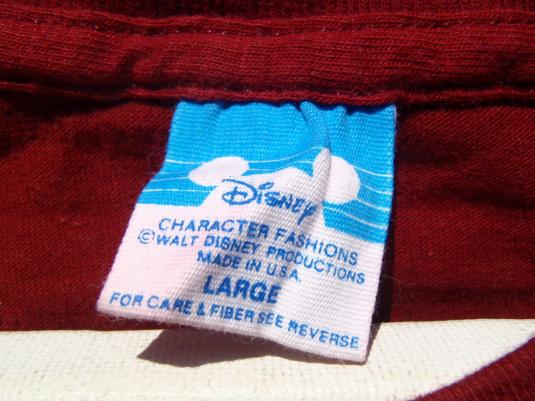 Disney
CHARACTER FASHIONS
©WALT DISNEY PRODUCTIONS
MADE IN U.S.A.
LARGE
FOR CARE & FIBER SEE REVERSE